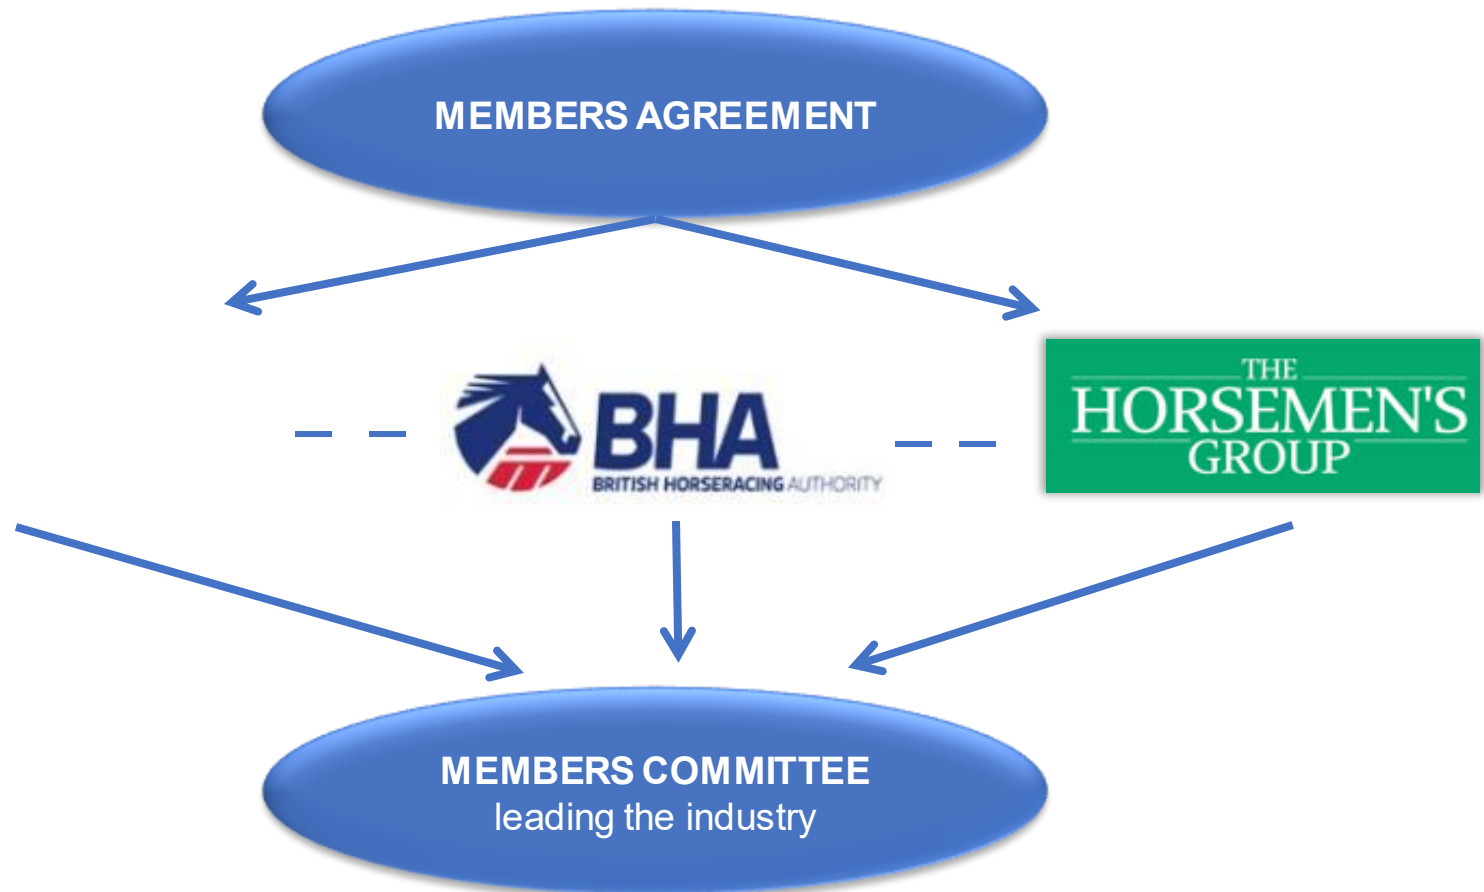 MEMBERS AGREEMENT
BHA
BRITISH HORSERACING AUTHORITY
THE
HORSEMEN'S
GROUP
MEMBERS COMMITTEE
leading the industry